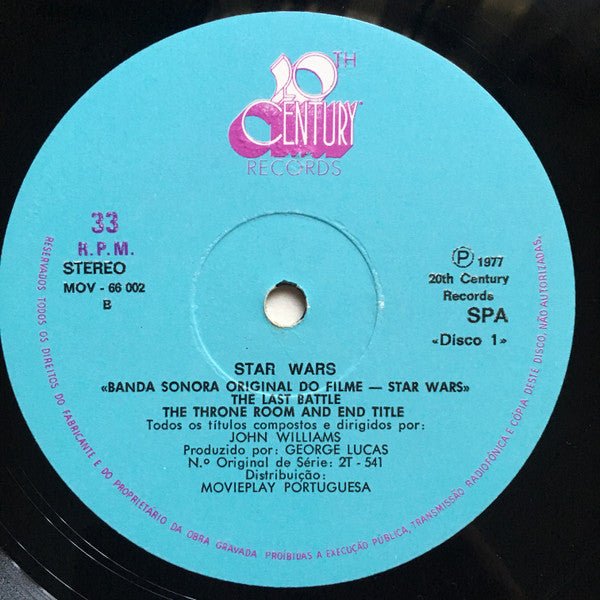 20TH
CENTURY
RECORDS
33
R.P.M.
STEREO
MOV - 66 002
B
Ⓟ 1977
20th Century
Records
SPA
«Disco 1»
STAR WARS
«BANDA SONORA ORIGINAL DO FILME — STAR WARS»
THE LAST BATTLE
THE THRONE ROOM AND END TITLE
Todos os títulos compostos e dirigidos por:
JOHN WILLIAMS
Produzido por: GEORGE LUCAS
N.º Original de Série: 2T - 541
Distribuição:
MOVIEPLAY PORTUGUESA
RESERVADOS TODOS OS DIREITOS DO FABRICANTE E DO PROPRIETÁRIO DA OBRA GRAVADA PROÍBIDAS A EXECUÇÃO PÚBLICA, TRANSMISSÃO RADIOFÓNICA E CÓPIA DESTE DISCO, NÃO AUTORIZADAS.